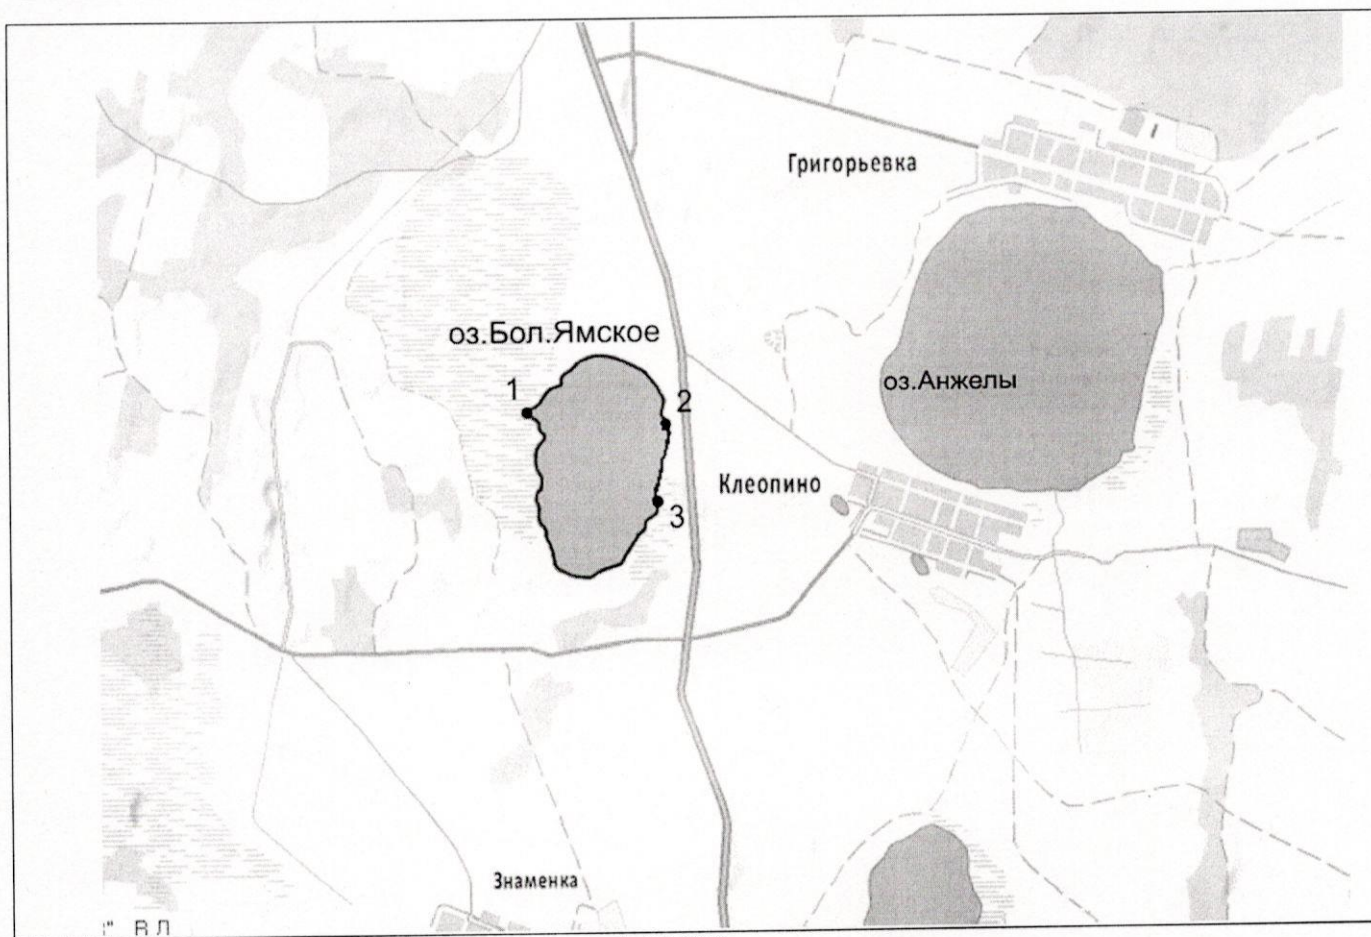 Григорьевка
оз.Бол.Ямское
оз.Анжелы
1
2
Клеопино
3
Знаменка